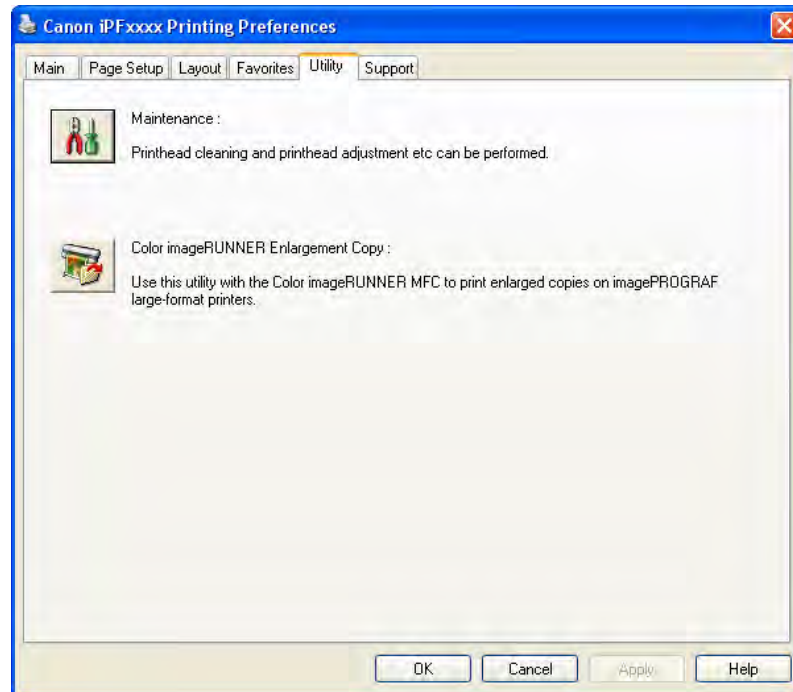 Canon iPFxxxx Printing Preferences
Main Page Setup Layout Favorites Utility Support
Maintenance :
Printhead cleaning and printhead adjustment etc can be performed.
Color imageRUNNER Enlargement Copy :
Use this utility with the Color imageRUNNER MFC to print enlarged copies on imagePROGRAF
large-format printers.
OK Cancel Apply Help